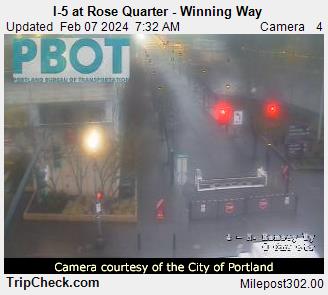 I-5 at Rose Quarter - Winning Way
Updated Feb 07 2024 7:32 AM Camera 4
PBOT
PORTLAND BUREAU OF TRANSPORTATION
Camera courtesy of the City of Portland
TripCheck.com Milepost302.00